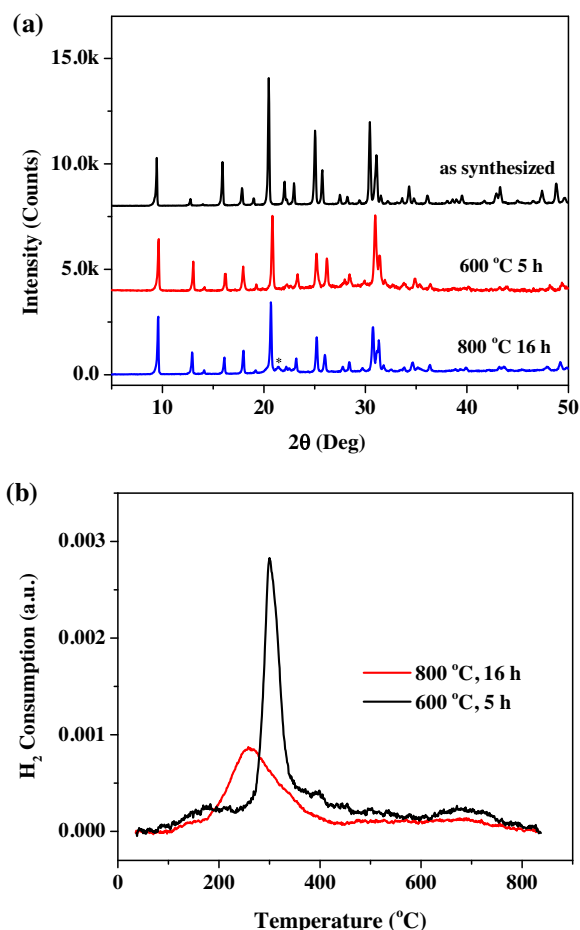 (a)
15.0k
10.0k
5.0k
0.0
Intensity (Counts)
as synthesized
600 °C 5 h
800 °C 16 h
*
10 20 30 40 50
2θ (Deg)
(b)
0.003
0.002
0.001
0.000
H₂ Consumption (a.u.)
800 °C, 16 h
600 °C, 5 h
0 200 400 600 800
Temperature (°C)